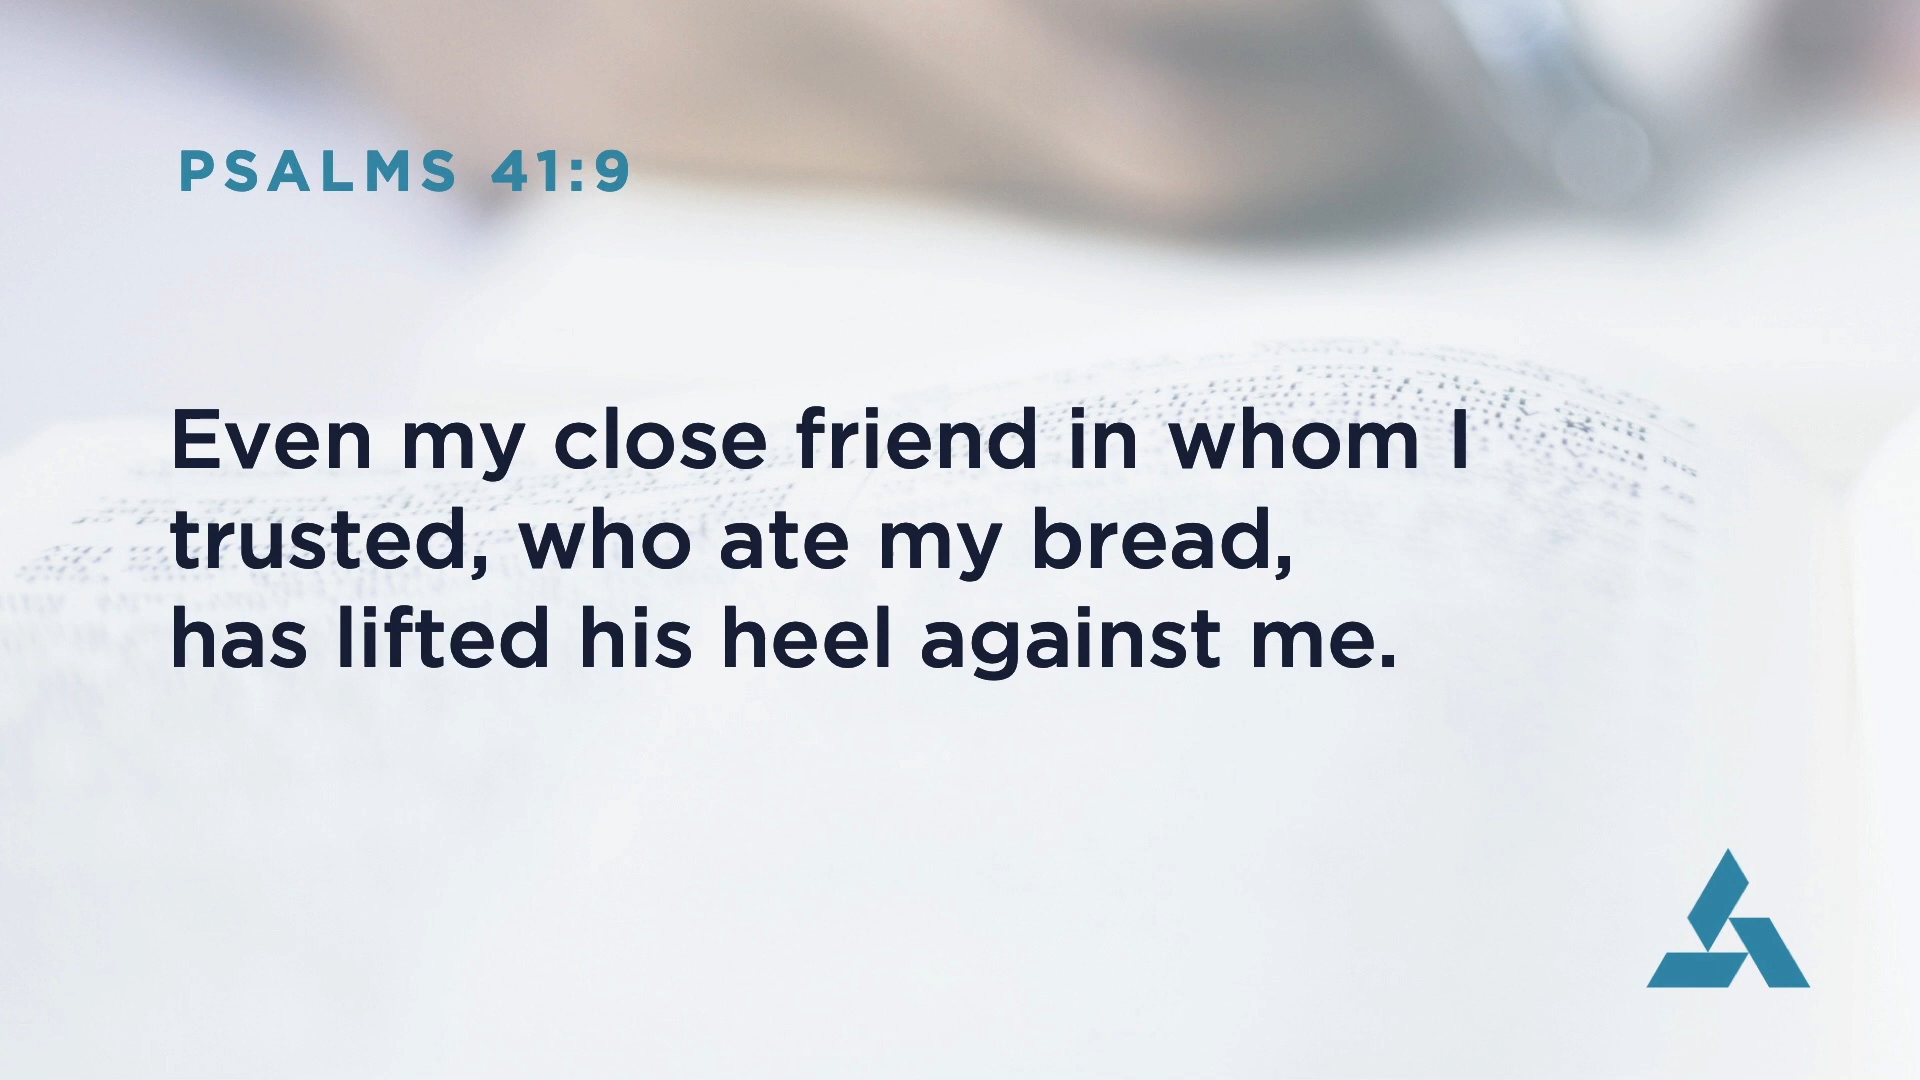 PSALMS 41:9
Even my close friend in whom I
trusted, who ate my bread,
has lifted his heel against me.